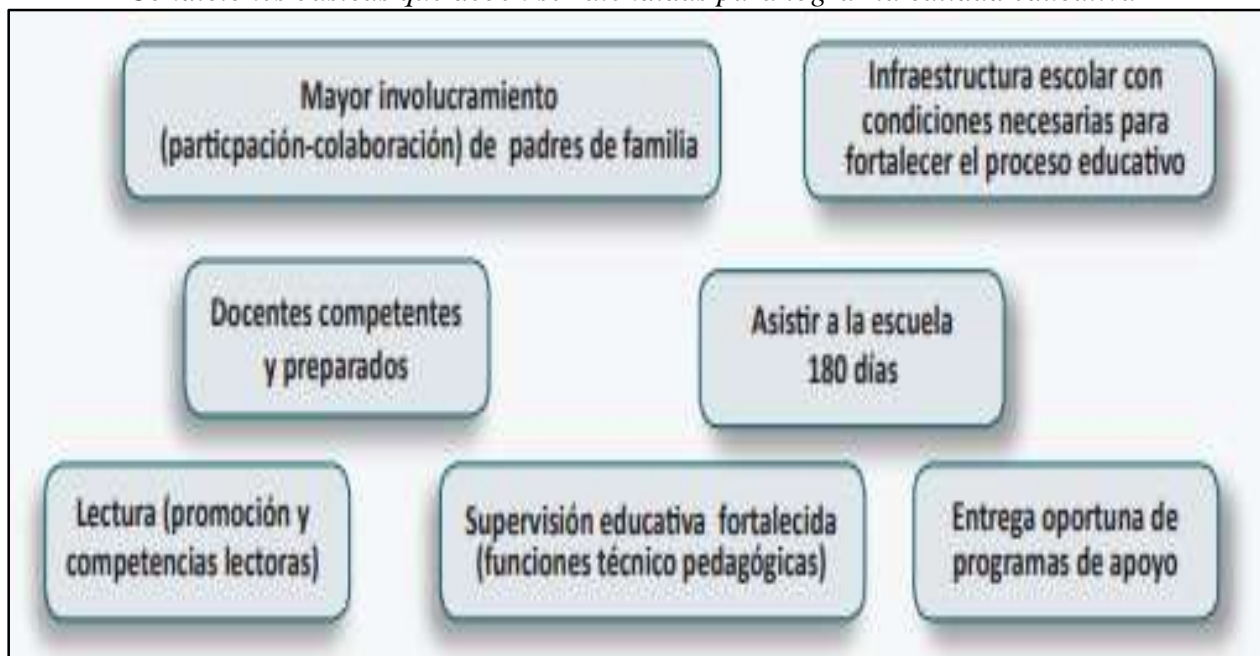 Mayor involucramiento
(particpación-colaboración) de padres de familia
Infraestructura escolar con
condiciones necesarias para
fortalecer el proceso educativo
Docentes competentes
y preparados
Asistir a la escuela
180 días
Lectura (promoción y
competencias lectoras)
Supervisión educativa fortalecida
(funciones técnico pedagógicas)
Entrega oportuna de
programas de apoyo